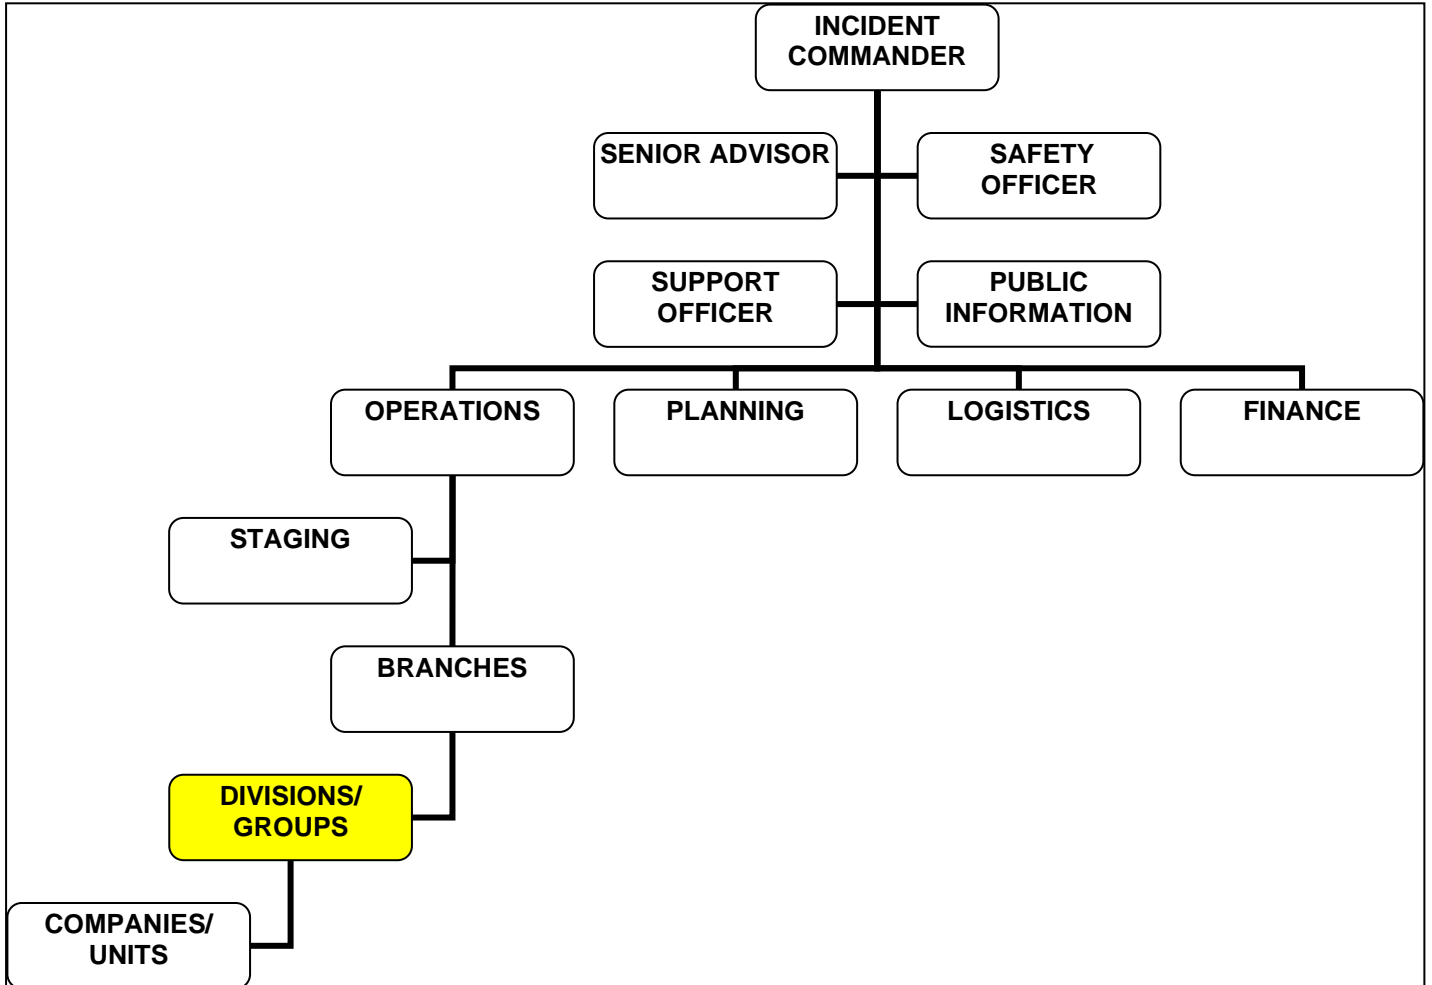 INCIDENT
COMMANDER
SENIOR ADVISOR
SAFETY
OFFICER
SUPPORT
OFFICER
PUBLIC
INFORMATION
OPERATIONS
PLANNING
LOGISTICS
FINANCE
STAGING
BRANCHES
DIVISIONS/
GROUPS
COMPANIES/
UNITS